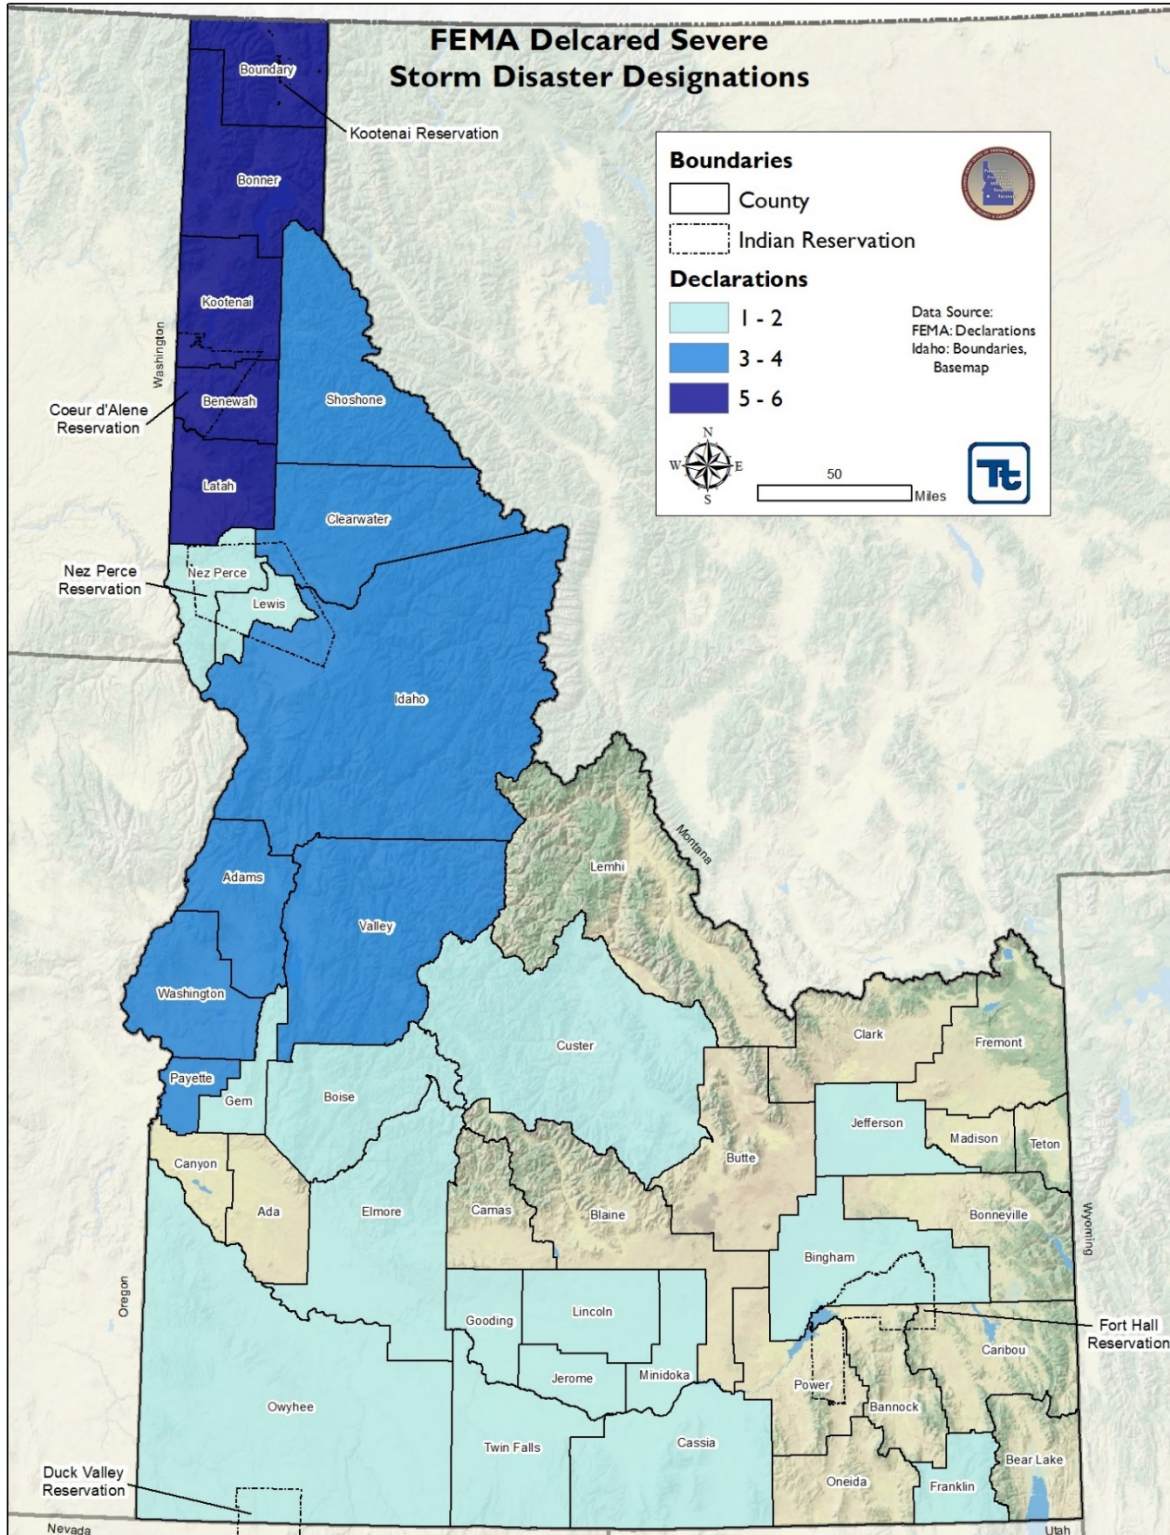 FEMA Delcared Severe
Storm Disaster Designations
Boundaries
County
Indian Reservation
Declarations
1 - 2
3 - 4
5 - 6
Data Source:
FEMA: Declarations
Idaho: Boundaries,
Basemap
N
W
E
S
50
Miles
Tt
Boundary
Kootenai Reservation
Bonner
Kootenai
Washington
Coeur d'Alene
Reservation
Benewah
Shoshone
Latah
Clearwater
Nez Perce
Reservation
Nez Perce
Lewis
Idaho
Montana
Lemhi
Adams
Valley
Washington
Custer
Clark
Fremont
Payette
Gem
Boise
Jefferson
Madison
Teton
Butte
Canyon
Ada
Elmore
Camas
Blaine
Bonneville
Wyoming
Bingham
Oregon
Gooding
Lincoln
Fort Hall
Reservation
Caribou
Jerome
Minidoka
Power
Bannock
Owyhee
Twin Falls
Cassia
Oneida
Franklin
Bear Lake
Duck Valley
Reservation
Nevada
Utah